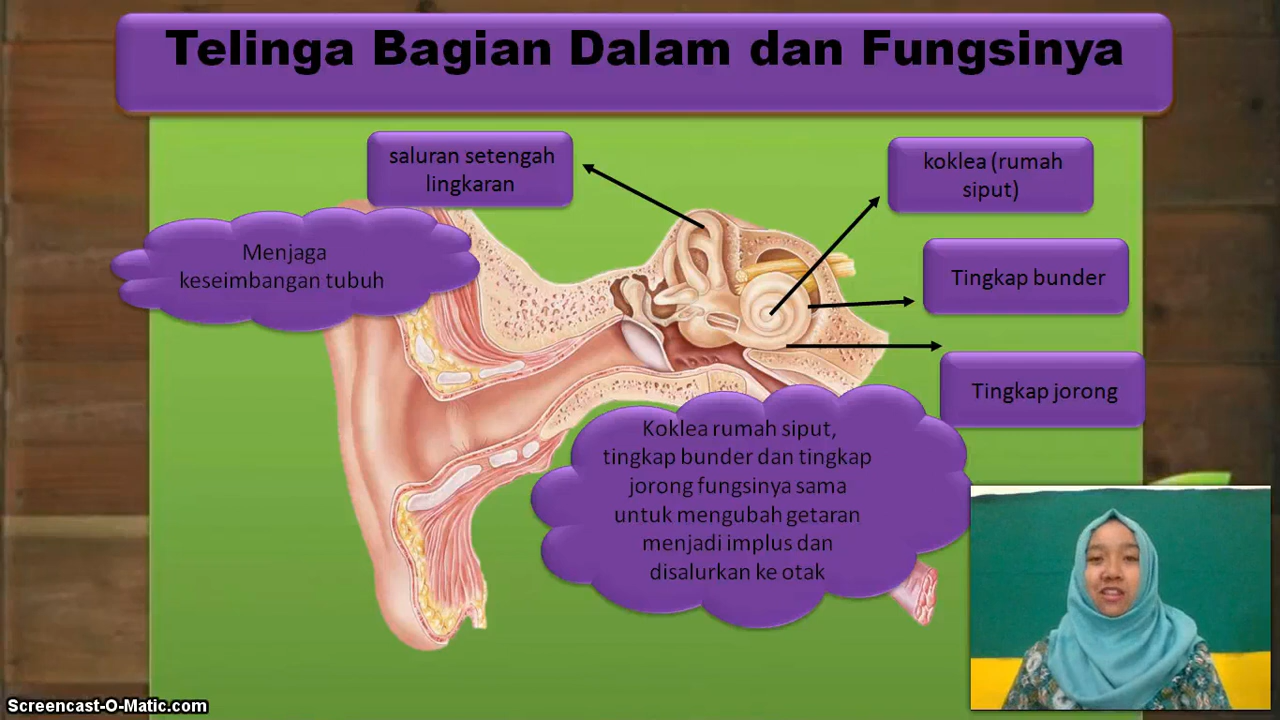 Telinga Bagian Dalam dan Fungsinya
saluran setengah
lingkaran
koklea (rumah
siput)
Menjaga
keseimbangan tubuh
Tingkap bunder
Tingkap jorong
Koklea rumah siput,
tingkap bunder dan tingkap
jorong fungsinya sama
untuk mengubah getaran
menjadi implus dan
disalurkan ke otak
Screencast-O-Matic.com